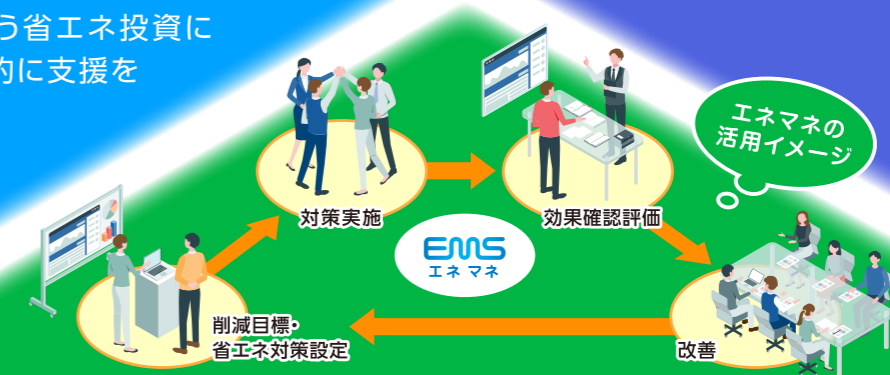 う省エネ投資に
的に支援を
エネマネの
活用イメージ
対策実施
効果確認評価
EMS
エネマネ
削減目標・
省エネ対策設定
改善